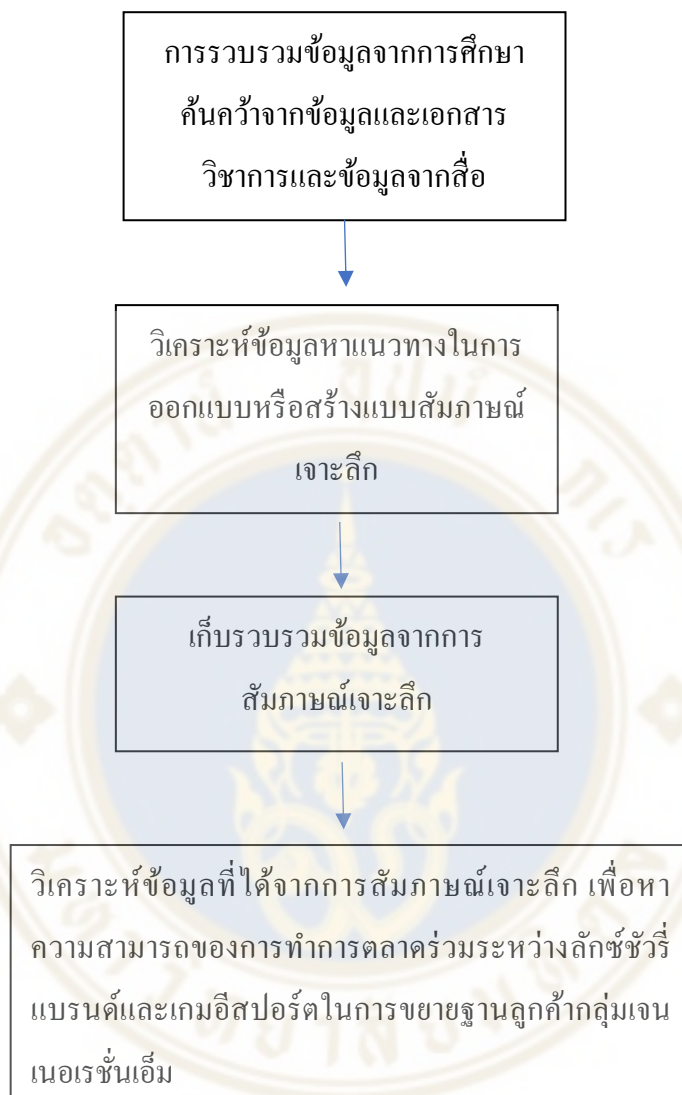 การรวบรวมข้อมูลจากการศึกษา
ค้นคว้าจากข้อมูลและเอกสาร
วิชาการและข้อมูลจากสื่อ
วิเคราะห์ข้อมูลหาแนวทางในการ
ออกแบบหรือสร้างแบบสัมภาษณ์
เจาะลึก
เก็บรวบรวมข้อมูลจากการ
สัมภาษณ์เจาะลึก
วิเคราะห์ข้อมูลที่ได้จากการสัมภาษณ์เจาะลึก เพื่อหา
ความสามารถของการทำการตลาดร่วมระหว่างลักซ์ชัวรี่
แบรนด์และเกมอีสปอร์ตในการขยายฐานลูกค้ากลุ่มเจน
เนอเรชั่นเอ็ม